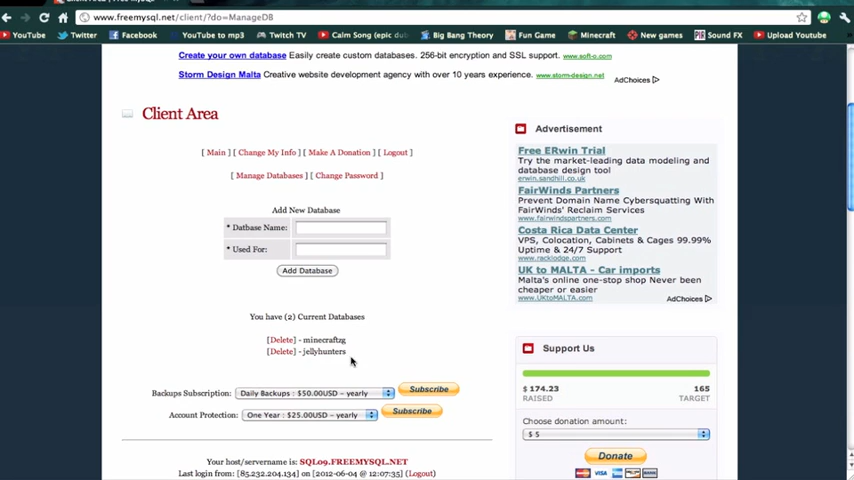 www.freemysql.net/client/?do=ManageDB
YouTube Twitter Facebook YouTube to MP3 Twitch TV Calm Song (epic dub Big Bang Theory Fun Game Minecraft New games Sound FX Upload Youtube
Create your own database Easily create custom databases. 256-bit encryption and SSL support. www.soft-o.com
Storm Design Malta Creative website development agency with over 10 years experience. www.storm-design.net
AdChoices
Client Area
[ Main ] [ Change My Info ] [ Make A Donation ] [ Logout ]
[ Manage Databases ] [ Change Password ]
Add New Database
* Datbase Name:
* Used For:
Add Database
You have (2) Current Databases
[Delete] - minecraftzg
[Delete] - jellyhunters
Backups Subscription: Daily Backups : $50.00USD - yearly Subscribe
Account Protection: One Year : $25.00USD - yearly Subscribe
Your host/servername is: SQL09.FREEMYSQL.NET
Last login from: [85.232.204.134] on [2012-06-04 @ 12:07:35] (Logout)
Advertisement
Free ERwin Trial
Try the market-leading data modeling and
database design tool
erwin.sandhill.co.uk
FairWinds Partners
Prevent Domain Name Cybersquatting With
FairWinds' Reclaim Services
www.fairwindspartners.com
Costa Rica Data Center
VPS, Colocation, Cabinets & Cages 99.99%
Uptime & 24/7 Support
www.racklodge.com
UK to MALTA - Car imports
Malta's online one-stop shop Never been
cheaper or easier
www.UKtoMALTA.com
AdChoices
Support Us
$ 174.23 165
RAISED TARGET
Choose donation amount:
$ 5
Donate
VISA